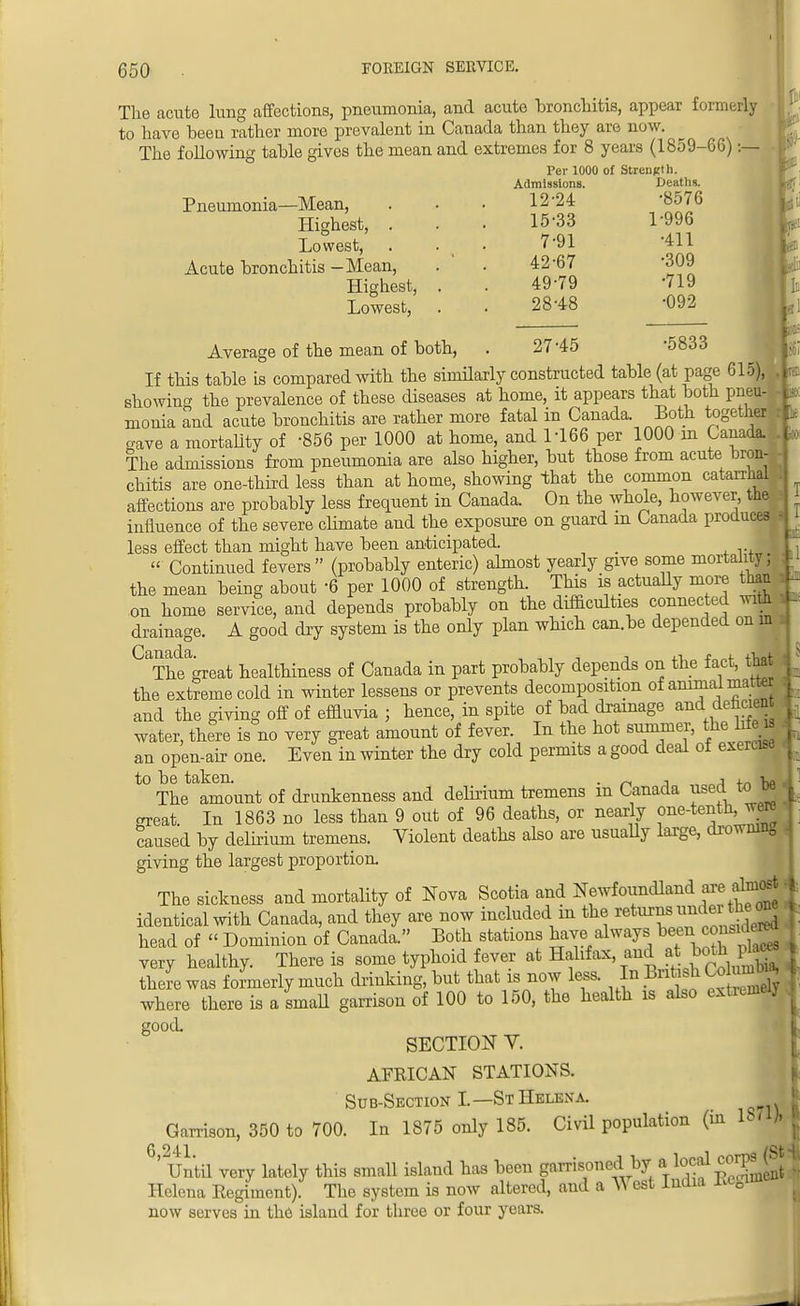 650 FOREIGN SERVICE.
The acute lung affections, pneumonia, and acute bronchitis, appear formerly
to have been rather more prevalent in Canada than they are now.
The following table gives the mean and extremes for 8 years (1859–66) :—
Per 1000 of Strength.
Admissions. Deaths.
Pneumonia—Mean, . . . 12·24 ·8576
Highest, . . . 15·33 1·996
Lowest, . . . 7·91 ·411
Acute bronchitis –Mean, . . 42·67 ·309
Highest, . . 49·79 ·719
Lowest, . . 28·48 ·092
Average of the mean of both, . 27·45 ·5833
If this table is compared with the similarly constructed table (at page 615),
showing the prevalence of these diseases at home, it appears that both pneu-
monia and acute bronchitis are rather more fatal in Canada. Both together
gave a mortality of ·856 per 1000 at home, and 1·166 per 1000 in Canada.
The admissions from pneumonia are also higher, but those from acute bron-
chitis are one-third less than at home, showing that the common catarrhal
affections are probably less frequent in Canada. On the whole, however, the
influence of the severe climate and the exposure on guard in Canada produces
less effect than might have been anticipated.
“ Continued fevers ” (probably enteric) almost yearly give some mortality;
the mean being about ·6 per 1000 of strength. This is actually more than
on home service, and depends probably on the difficulties connected with
drainage. A good dry system is the only plan which can.be depended on in
Canada.
The great healthiness of Canada in part probably depends on the fact, that
the extreme cold in winter lessens or prevents decomposition of animal matter
and the giving off of effluvia ; hence, in spite of bad drainage and deficient
water, there is no very great amount of fever. In the hot summer, the life is
an open-air one. Even in winter the dry cold permits a good deal of exercise
to be taken.
The amount of drunkenness and delirium tremens in Canada used to be
great. In 1863 no less than 9 out of 96 deaths, or nearly one-tenth, were
caused by delirium tremens. Violent deaths also are usually large, drowning
giving the largest proportion.
The sickness and mortality of Nova Scotia and Newfoundland are almost
identical with Canada, and they are now included in the returns under the one
head of “ Dominion of Canada.” Both stations have always been considered
very healthy. There is some typhoid fever at Halifax, and at both places
there was formerly much drinking, but that is now less. In British Columbia,
where there is a small garrison of 100 to 150, the health is also extremely
good.
SECTION V.
AFRICAN STATIONS.
SUB-SECTION I.—ST HELENA.
Garrison, 350 to 700. In 1875 only 185. Civil population (in 1871),
6,241.
Until very lately this small island has been garrisoned by a local corps (St
Helena Regiment). The system is now altered, and a West India Regiment
now serves in the island for three or four years.